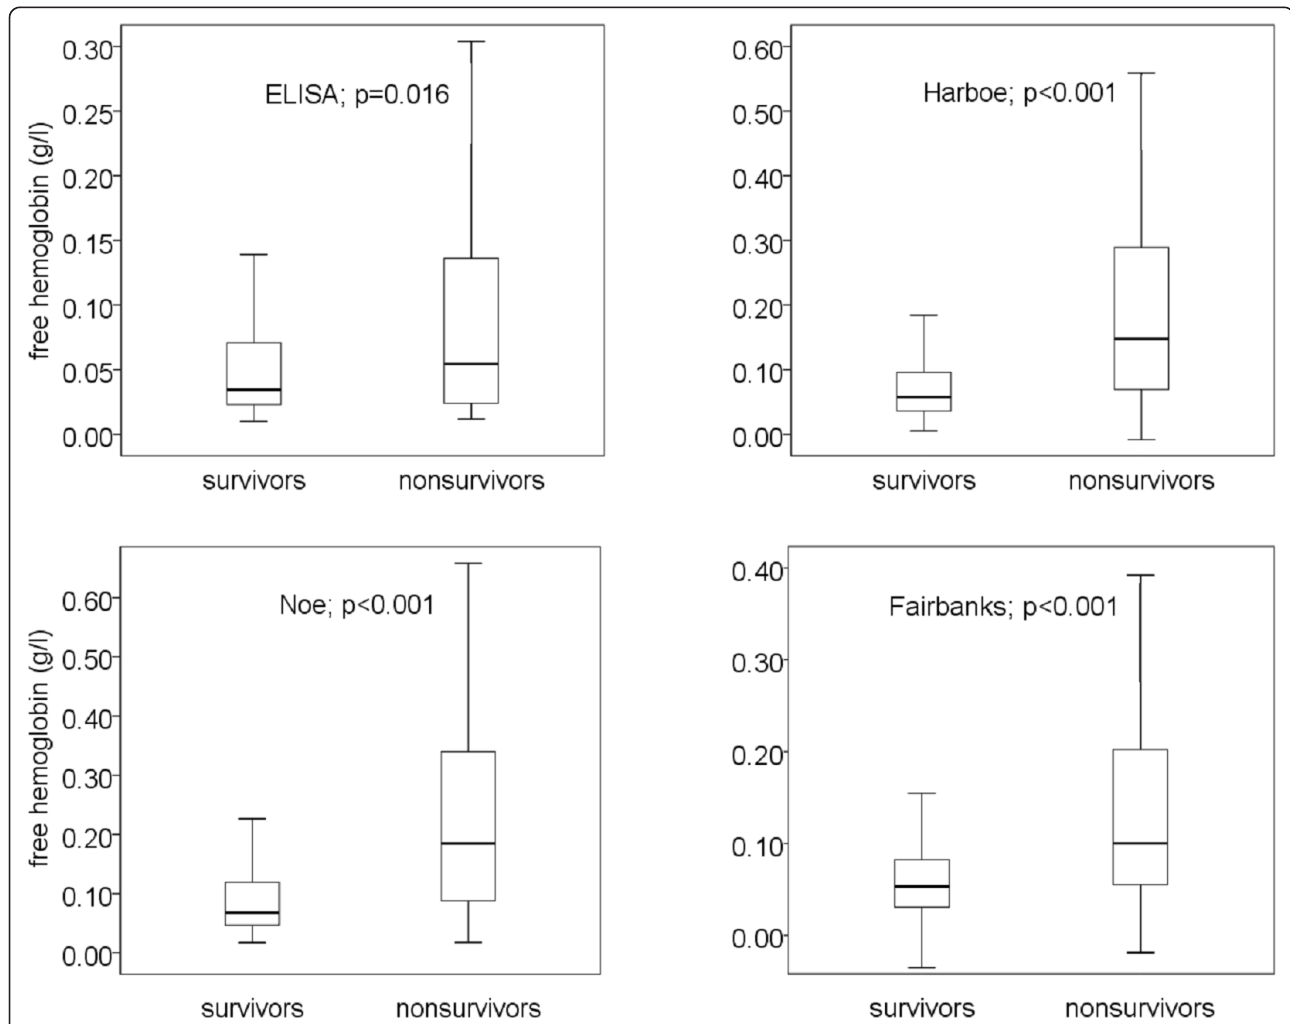 0.30
ELISA; p=0.016
0.25
0.20
0.15
0.10
0.05
0.00
free hemoglobin (g/l)
survivors nonsurvivors
0.60
Harboe; p<0.001
0.50
0.40
0.30
0.20
0.10
0.00
survivors nonsurvivors
0.60
Noe; p<0.001
0.50
0.40
0.30
0.20
0.10
0.00
free hemoglobin (g/l)
survivors nonsurvivors
0.40
Fairbanks; p<0.001
0.30
0.20
0.10
0.00
survivors nonsurvivors